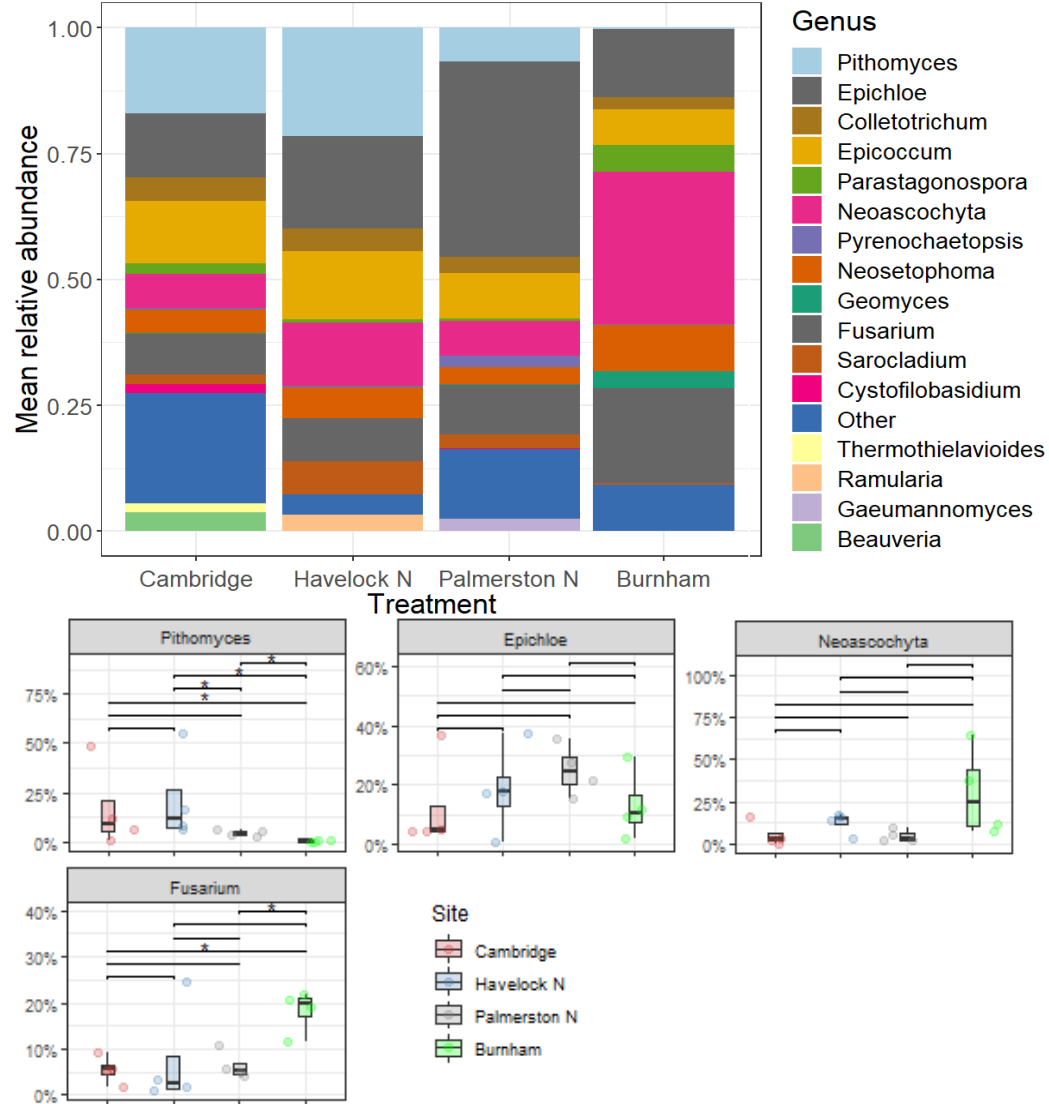 Genus
1.00
0.75
0.50
0.25
0.00
Mean relative abundance
Pithomyces
Epichloe
Colletotrichum
Epicoccum
Parastagonospora
Neoascochyta
Pyrenochaetopsis
Neosetophoma
Geomyces
Fusarium
Sarocladium
Cystofilobasidium
Other
Thermothielavioides
Ramularia
Gaeumannomyces
Beauveria
Cambridge Havelock N Palmerston N Burnham
Treatment
Pithomyces
75%
50%
25%
0%
*
*
*
*
Epichloe
60%
40%
20%
0%
Neoascochyta
100%
75%
50%
25%
0%
Fusarium
40%
30%
20%
10%
0%
*
*
Site
Cambridge
Havelock N
Palmerston N
Burnham